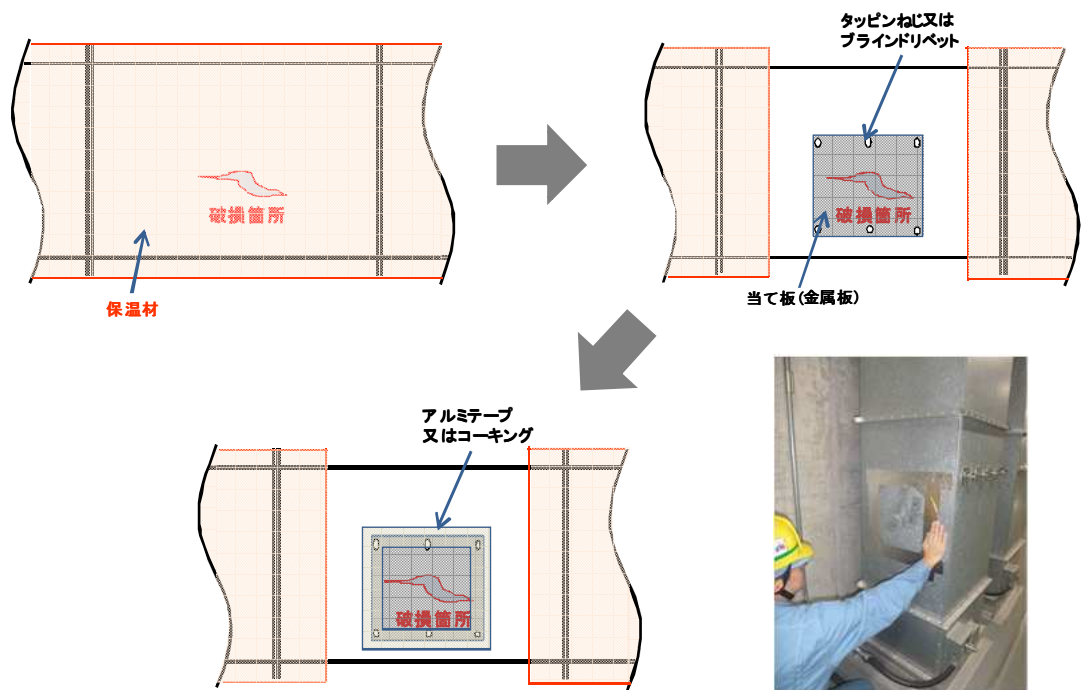 タッピンねじ又は
ブラインドリベット
破損箇所
保温材
破損箇所
当て板(金属板)
アルミテープ
又はコーキング
破損箇所